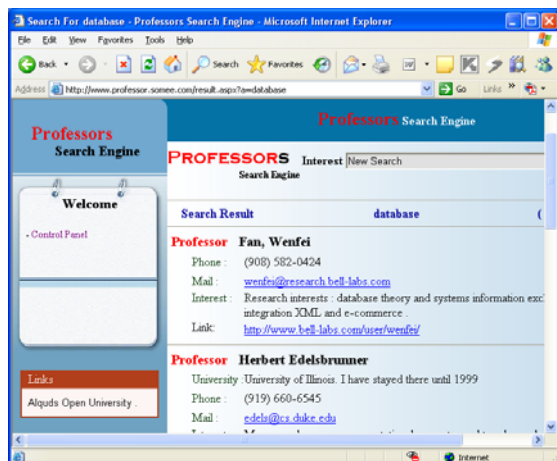 Search For database - Professors Search Engine - Microsoft Internet Explorer
File Edit View Favorites Tools Help
Back Search Favorites
Address http://www.professor.somee.com/result.aspx?a=database Go Links »
Professors Search Engine
Professors
Search Engine
PROFESSORS Interest New Search
Search Engine
Welcome
- Control Panel
Search Result database (
Professor Fan, Wenfei
Phone : (908) 582-0424
Mail : wenfei@research.bell-labs.com
Interest : Research interests : database theory and systems information excl
integration XML and e-commerce .
Link: http://www.bell-labs.com/user/wenfei/
Professor Herbert Edelsbrunner
University : University of Illinois. I have stayed there until 1999
Phone : (919) 660-6545
Mail : edels@cs.duke.edu
Links
Alquds Open University .
Internet